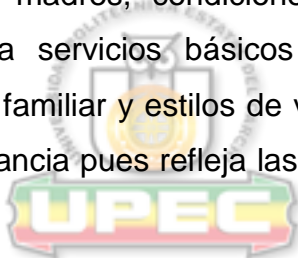 madres, condicione
a servicios básicos
familiar y estilos de v
ancia pues refleja las
UPEC